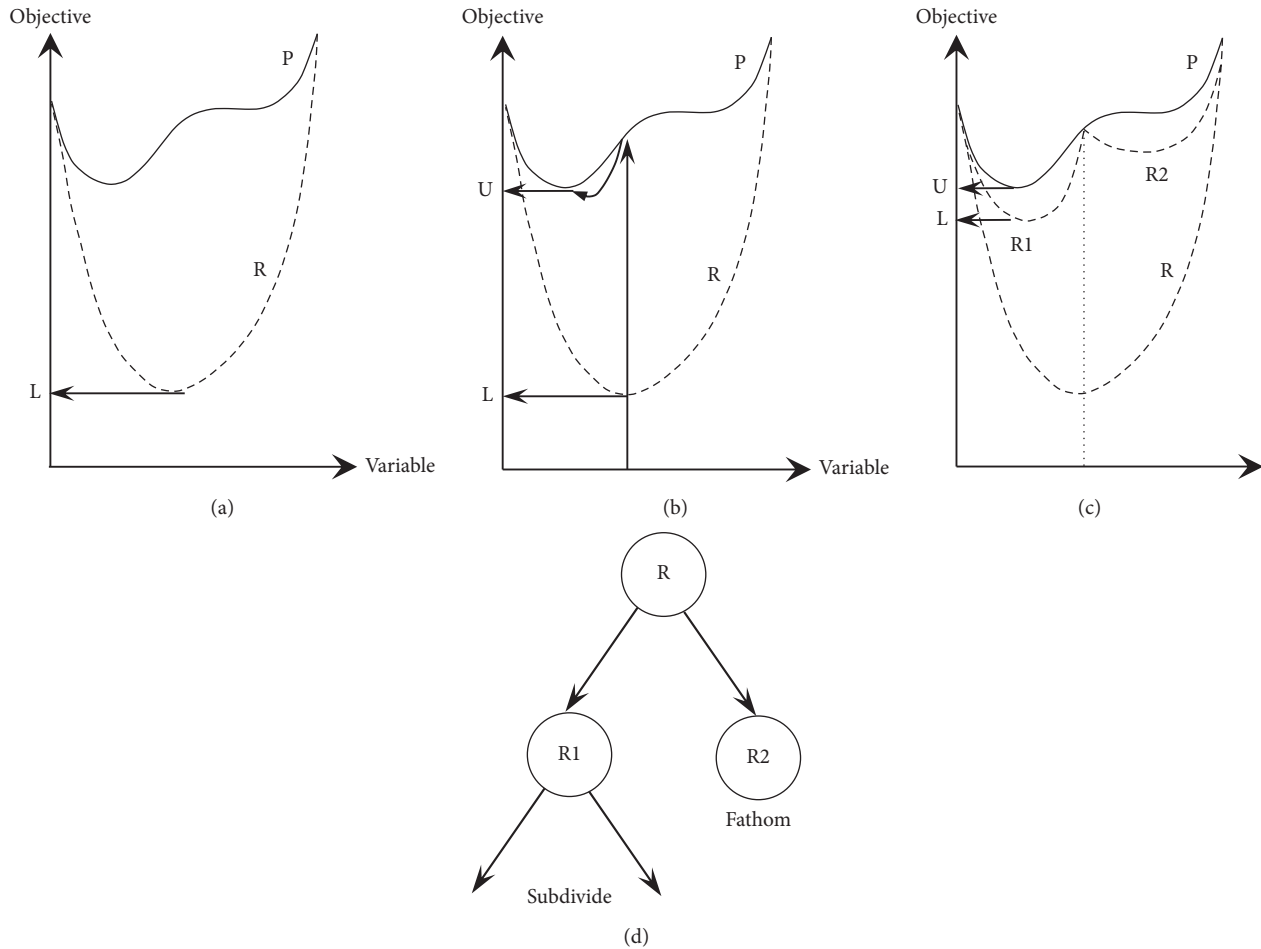 Objective
P
R
L
Variable
(a)
Objective
P
U
R
L
Variable
(b)
Objective
P
R2
U
L
R1
R
(c)
R
R1
R2
Fathom
Subdivide
(d)